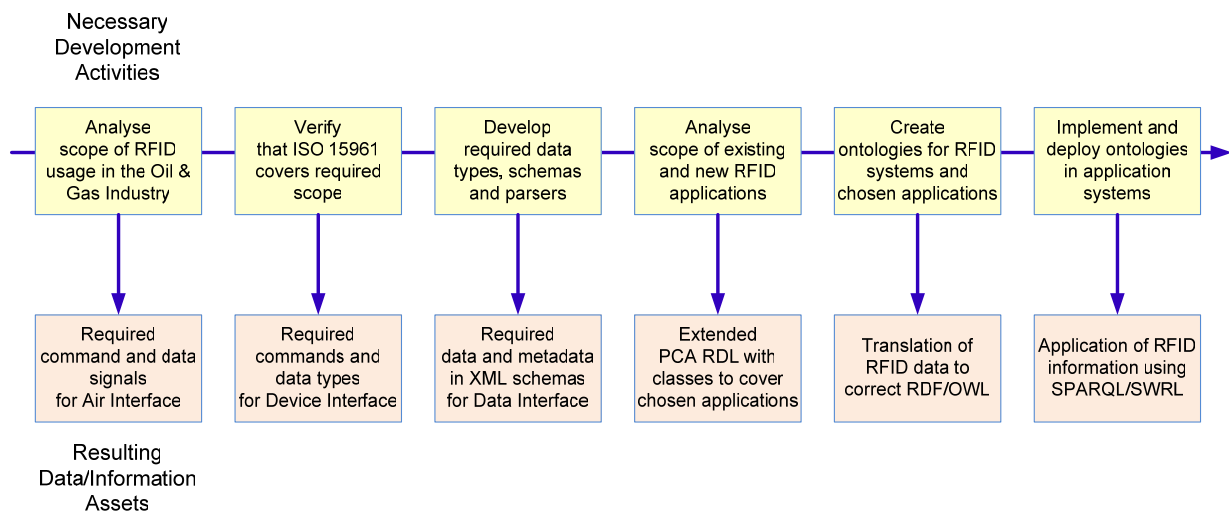 Necessary
Development
Activities
Analyse
scope of RFID
usage in the Oil &
Gas Industry
Verify
that ISO 15961
covers required
scope
Develop
required data
types, schemas
and parsers
Analyse
scope of existing
and new RFID
applications
Create
ontologies for RFID
systems and
chosen applications
Implement and
deploy ontologies
in application
systems
Required
command and data
signals
for Air Interface
Required
commands and
data types
for Device Interface
Required
data and metadata
in XML schemas
for Data Interface
Extended
PCA RDL with
classes to cover
chosen applications
Translation of
RFID data to
correct RDF/OWL
Application of RFID
information using
SPARQL/SWRL
Resulting
Data/Information
Assets